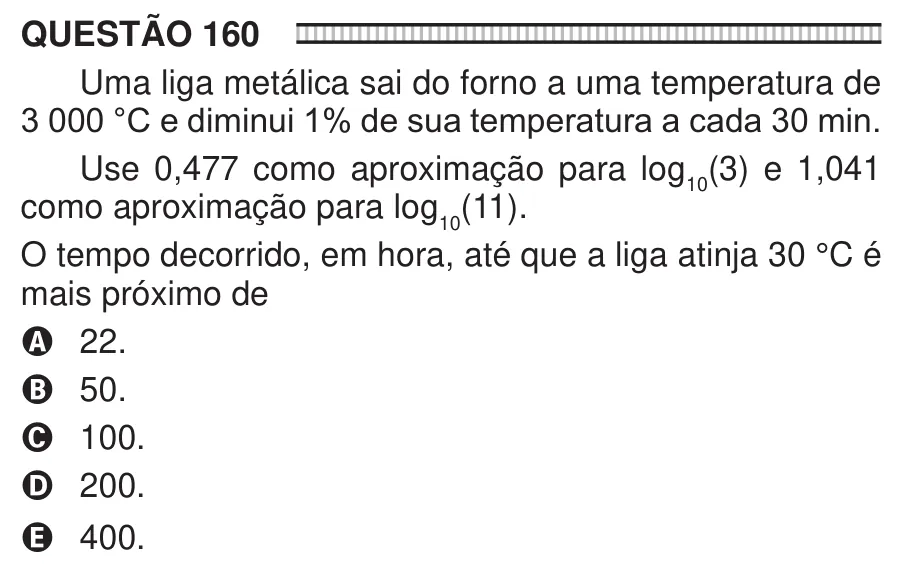 QUESTÃO 160
Uma liga metálica sai do forno a uma temperatura de
3 000 °C e diminui 1% de sua temperatura a cada 30 min.
Use 0,477 como aproximação para log₁₀(3) e 1,041
como aproximação para log₁₀(11).
O tempo decorrido, em hora, até que a liga atinja 30 °C é
mais próximo de
A 22.
B 50.
C 100.
D 200.
E 400.